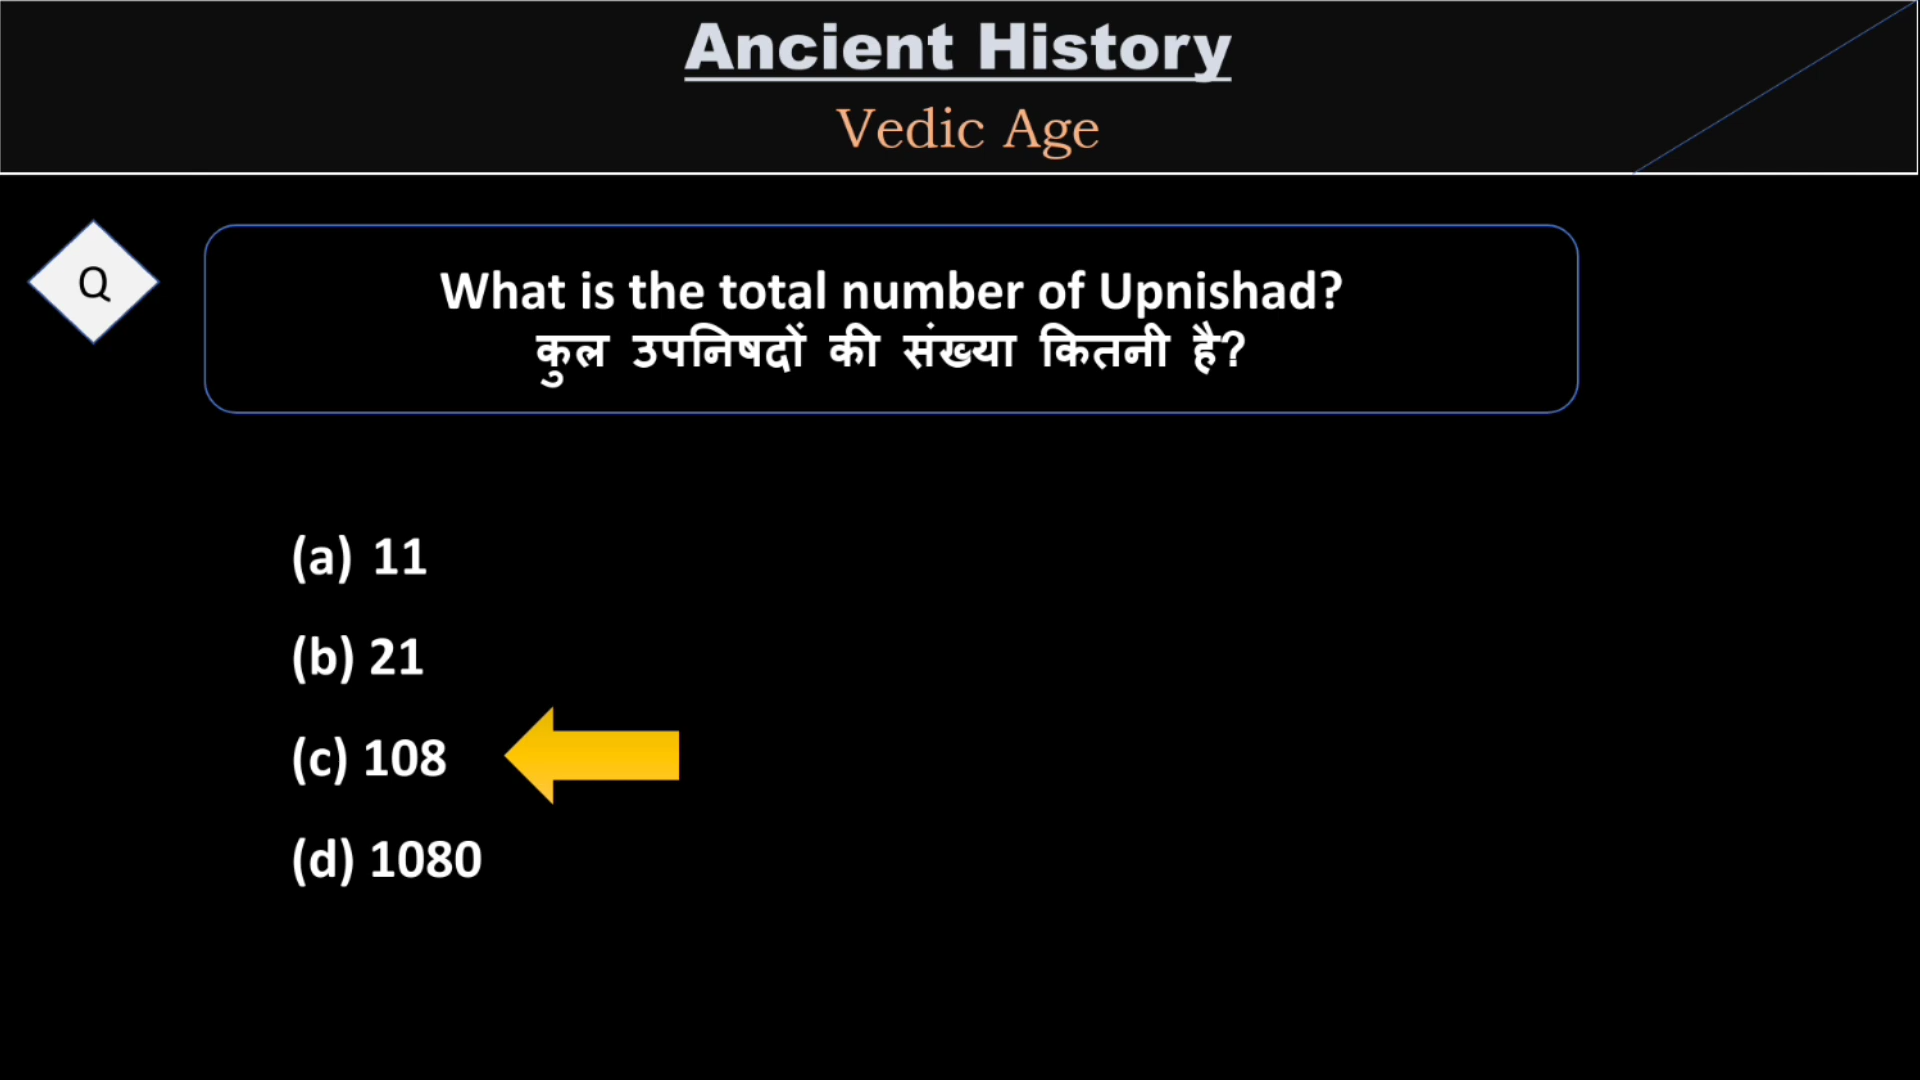 Ancient History
Vedic Age
Q
What is the total number of Upnishad?
कुल उपनिषदों की संख्या कितनी है?
(a) 11
(b) 21
(c) 108
(d) 1080